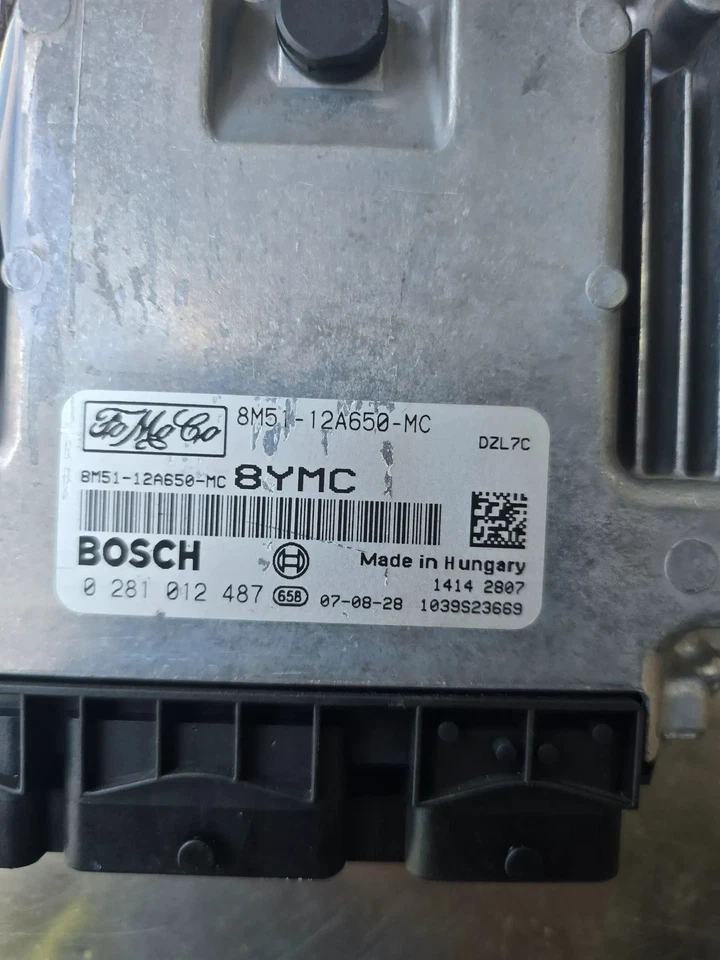 FoMoCo 8M51-12A650-MC
DZL7C
8M51-12A650-MC 8YMC
BOSCH Made in Hungary
1414 2807
0 281 012 487 658 07-08-28 1039S23669